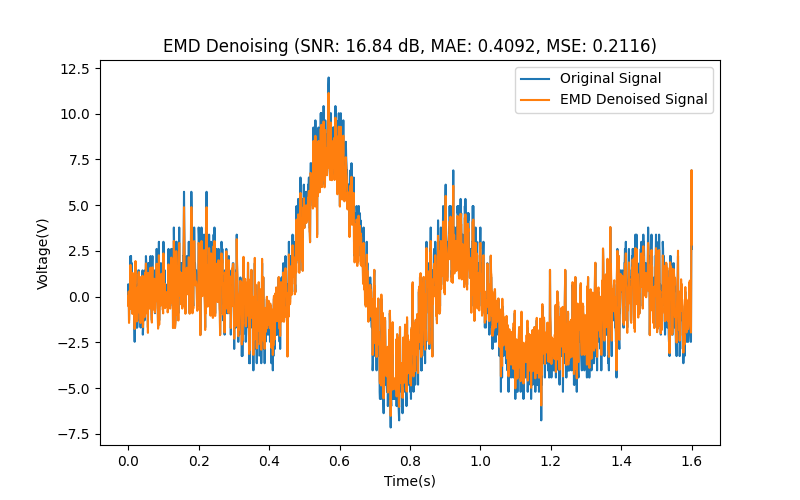 EMD Denoising (SNR: 16.84 dB, MAE: 0.4092, MSE: 0.2116)
Original Signal
EMD Denoised Signal
Voltage(V)
12.5
10.0
7.5
5.0
2.5
0.0
−2.5
−5.0
−7.5
0.0 0.2 0.4 0.6 0.8 1.0 1.2 1.4 1.6
Time(s)